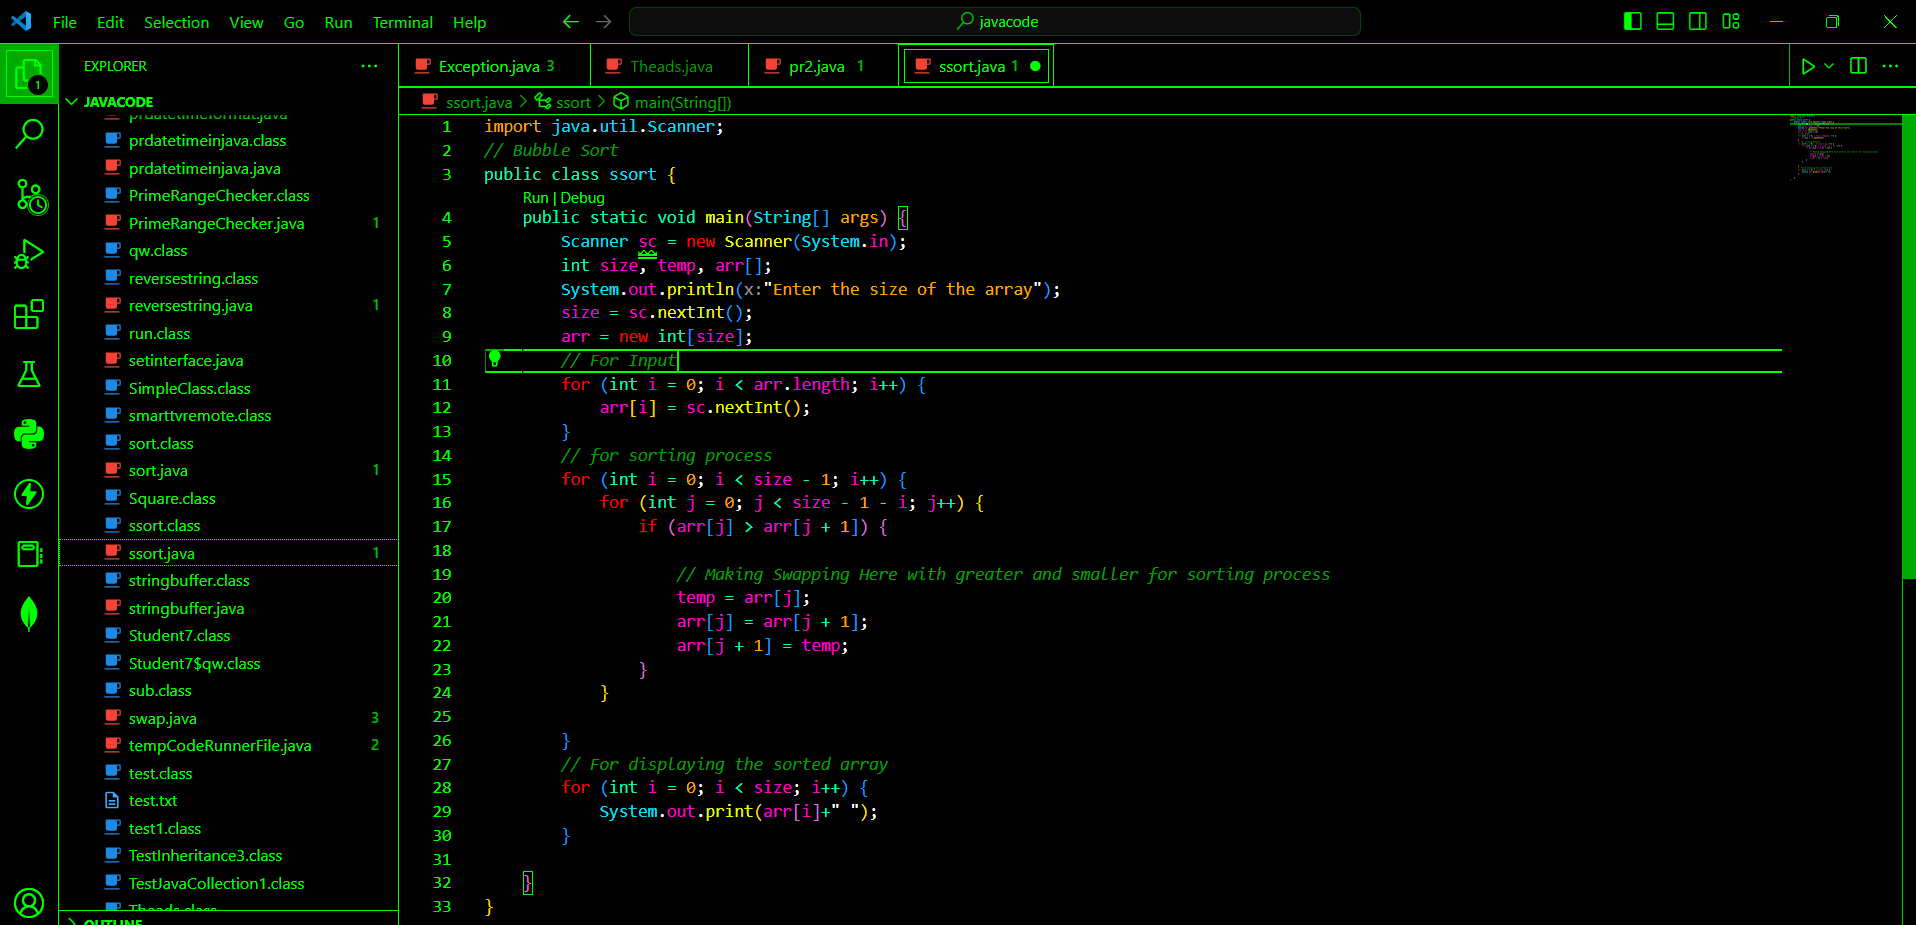 File Edit Selection View Go Run Terminal Help
javacode
EXPLORER
JAVACODE
prdatetimeformat.java
prdatetimeinjava.class
prdatetimeinjava.java
PrimeRangeChecker.class
PrimeRangeChecker.java 1
qw.class
reversestring.class
reversestring.java 1
run.class
setinterface.java
SimpleClass.class
smarttvremote.class
sort.class
sort.java 1
Square.class
ssort.class
ssort.java 1
stringbuffer.class
stringbuffer.java
Student7.class
Student7$qw.class
sub.class
swap.java 3
tempCodeRunnerFile.java 2
test.class
test.txt
test1.class
TestInheritance3.class
TestJavaCollection1.class
Theads.class
OUTLINE
1
Exception.java 3 Theads.java pr2.java 1 ssort.java 1
ssort.java > ssort > main(String[])
1 import java.util.Scanner;
2 // Bubble Sort
3 public class ssort {
Run | Debug
4 public static void main(String[] args) {
5 Scanner sc = new Scanner(System.in);
6 int size, temp, arr[];
7 System.out.println(x:"Enter the size of the array");
8 size = sc.nextInt();
9 arr = new int[size];
10 // For Input
11 for (int i = 0; i < arr.length; i++) {
12 arr[i] = sc.nextInt();
13 }
14 // for sorting process
15 for (int i = 0; i < size - 1; i++) {
16 for (int j = 0; j < size - 1 - i; j++) {
17 if (arr[j] > arr[j + 1]) {
18
19 // Making Swapping Here with greater and smaller for sorting process
20 temp = arr[j];
21 arr[j] = arr[j + 1];
22 arr[j + 1] = temp;
23 }
24 }
25
26 }
27 // For displaying the sorted array
28 for (int i = 0; i < size; i++) {
29 System.out.print(arr[i]+" ");
30 }
31
32 }
33 }